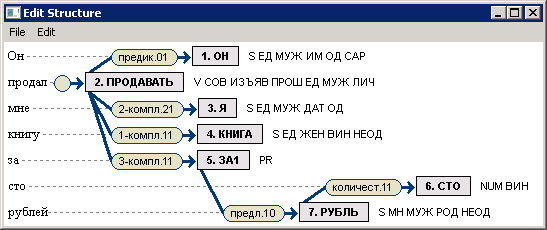 Edit Structure
File Edit
Он предик.01 1. ОН S ЕД МУЖ ИМ ОД CAP
продал 2. ПРОДАВАТЬ V СОВ ИЗЪЯВ ПРОШ ЕД МУЖ ЛИЧ
мне 2-компл.21 3. Я S ЕД МУЖ ДАТ ОД
книгу 1-компл.11 4. КНИГА S ЕД ЖЕН ВИН НЕОД
за 3-компл.11 5. ЗА1 PR
сто количест.11 6. СТО NUM ВИН
рублей предл.10 7. РУБЛЬ S МН МУЖ РОД НЕОД